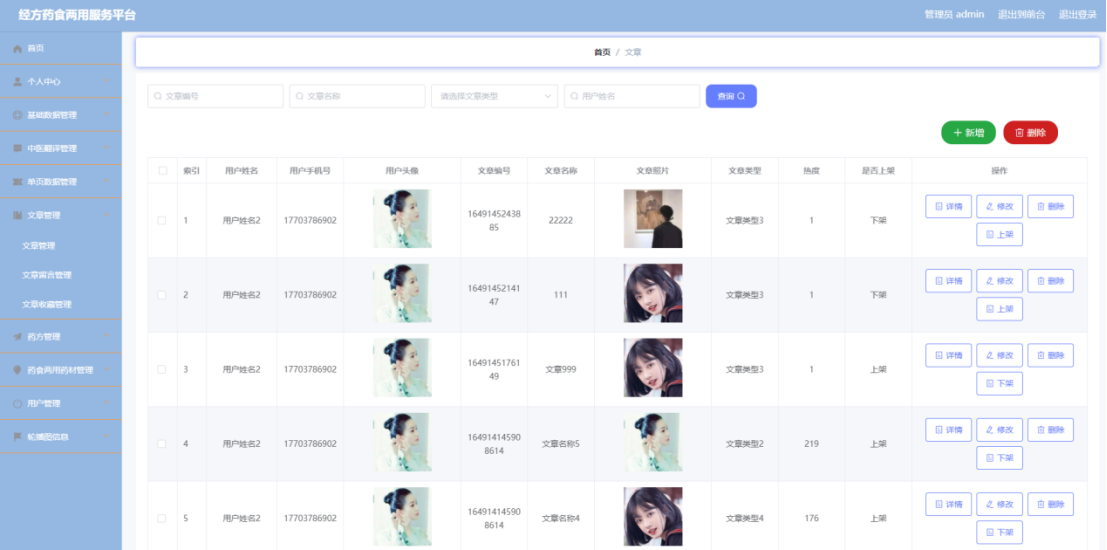 经方药食两用服务平台
管理员 admin 退出到前台 退出登录
首页
个人中心
基础数据管理
中医翻译管理
单页数据管理
文章管理
文章管理
文章留言管理
文章收藏管理
药方管理
药食两用药材管理
用户管理
轮播图信息
首页 / 文章
文章编号 文章名称 请选择文章类型 用户姓名 查询
新增 删除
索引 用户姓名 用户手机号 用户头像 文章编号 文章名称 文章照片 文章类型 热度 是否上架 操作
1 用户姓名2 17703786902 16491452438 22222 文章类型3 1 下架 详情 修改 删除
85 上架
2 用户姓名2 17703786902 16491452141 111 文章类型3 1 下架 详情 修改 删除
47 上架
3 用户姓名2 17703786902 16491451761 文章999 文章类型3 1 上架 详情 修改 删除
49 下架
4 用户姓名2 17703786902 16491414590 文章名称5 文章类型2 219 上架 详情 修改 删除
8614 下架
5 用户姓名2 17703786902 16491414590 文章名称4 文章类型4 176 上架 详情 修改 删除
8614 下架